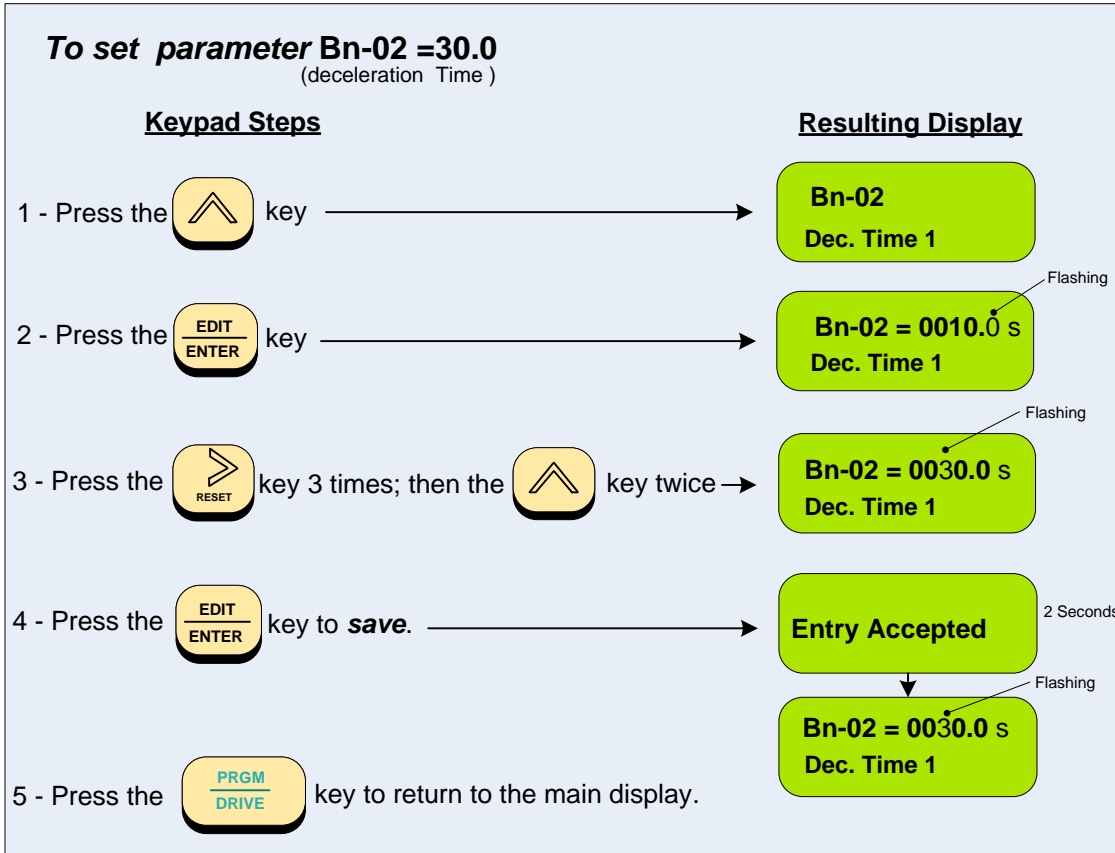 To set parameter Bn-02 =30.0
(deceleration Time )
Keypad Steps
Resulting Display
1 - Press the key
Bn-02
Dec. Time 1
2 - Press the EDIT ENTER key
Flashing
Bn-02 = 0010.0 s
Dec. Time 1
3 - Press the RESET key 3 times; then the key twice
Flashing
Bn-02 = 0030.0 s
Dec. Time 1
4 - Press the EDIT ENTER key to save.
Entry Accepted
2 Seconds
Flashing
Bn-02 = 0030.0 s
Dec. Time 1
5 - Press the PRGM DRIVE key to return to the main display.